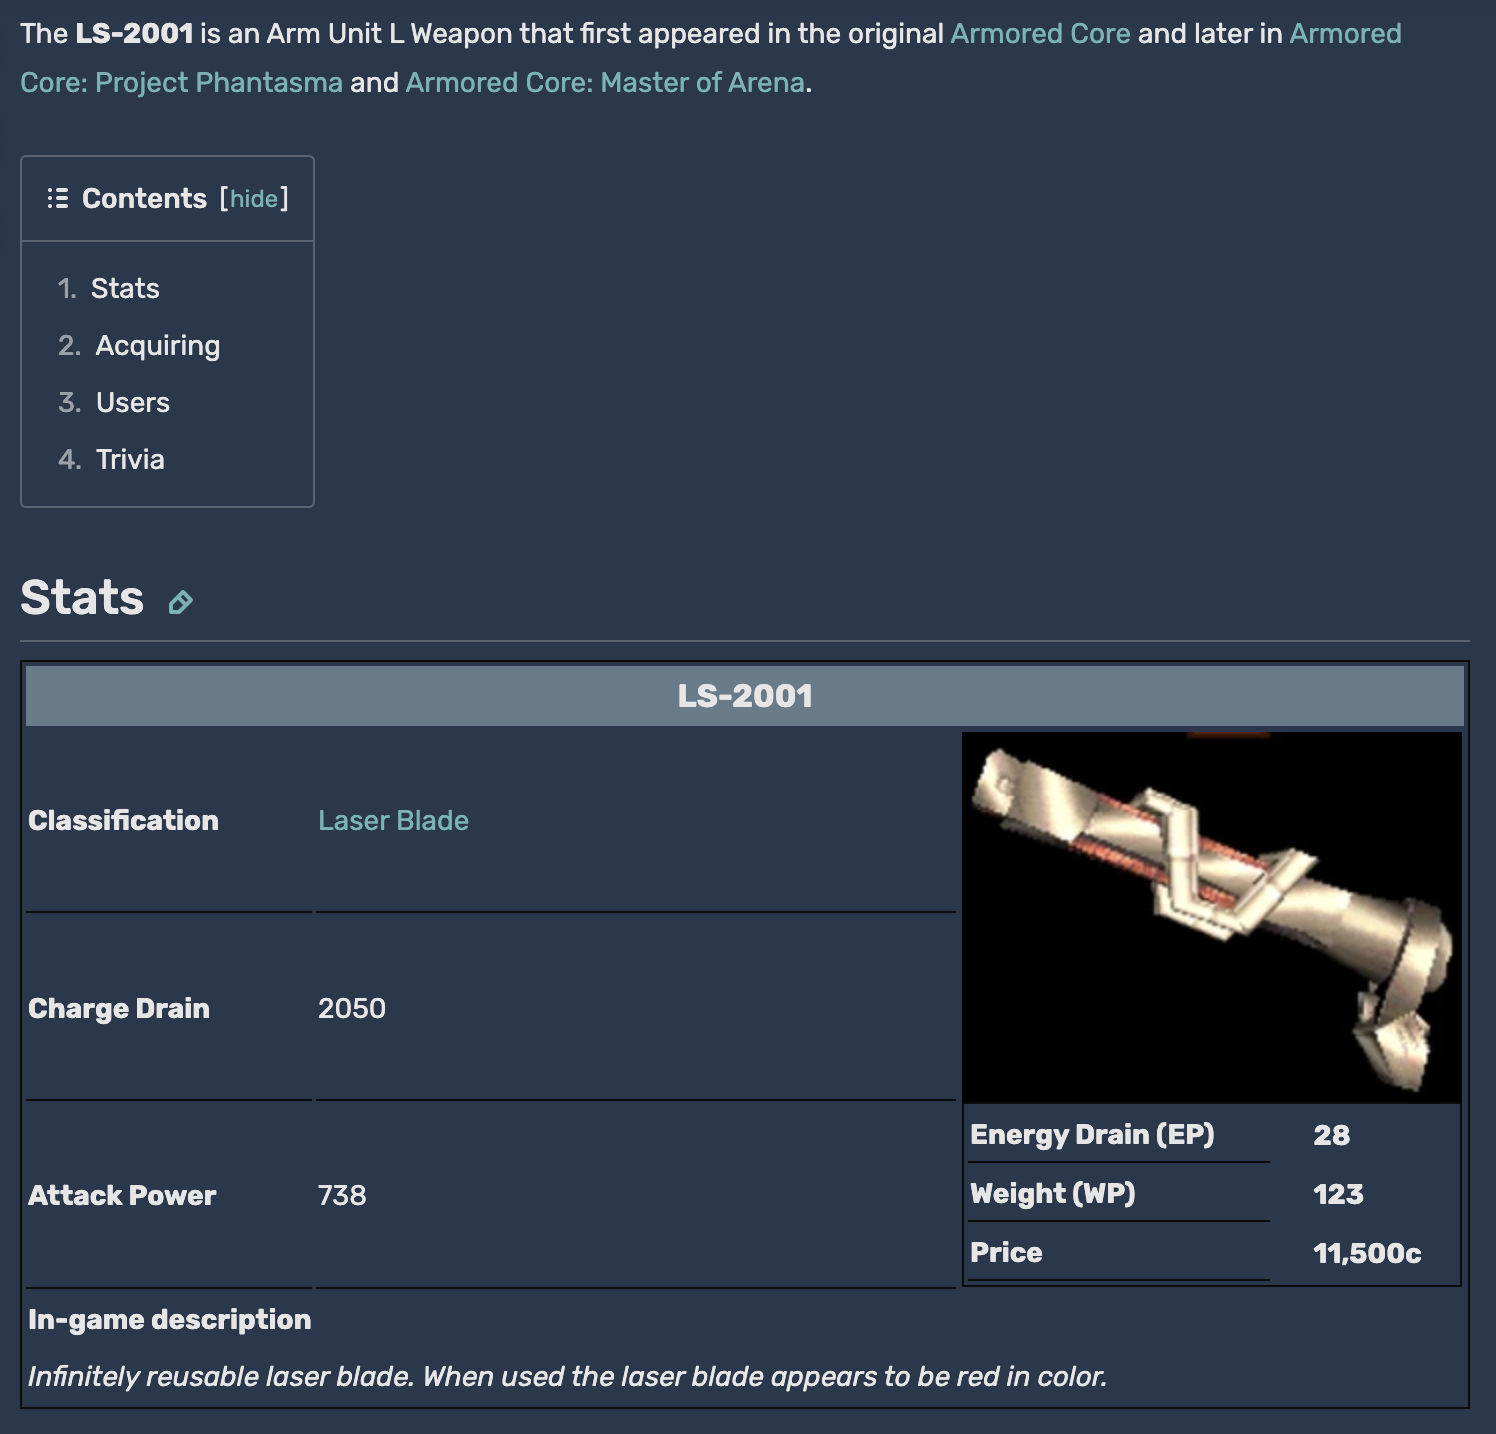 The LS-2001 is an Arm Unit L Weapon that first appeared in the original Armored Core and later in Armored
Core: Project Phantasma and Armored Core: Master of Arena.
Contents [hide]
1. Stats
2. Acquiring
3. Users
4. Trivia
Stats
LS-2001
Classification Laser Blade
Charge Drain 2050
Attack Power 738
Energy Drain (EP) 28
Weight (WP) 123
Price 11,500c
In-game description
Infinitely reusable laser blade. When used the laser blade appears to be red in color.